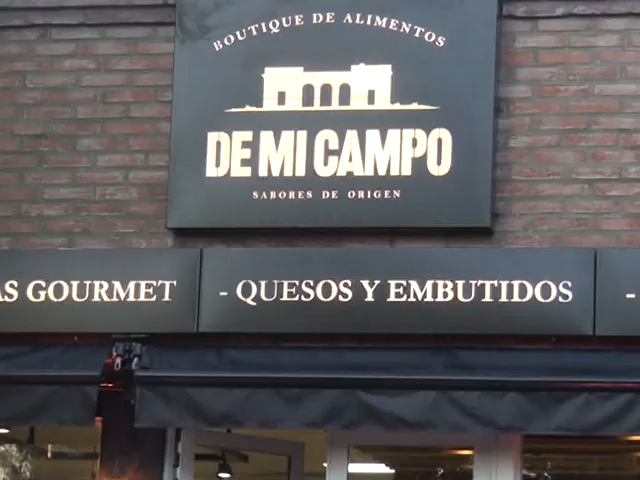 BOUTIQUE DE ALIMENTOS
DE MI CAMPO
SABORES DE ORIGEN
GOURMET
- QUESOS Y EMBUTIDOS
-